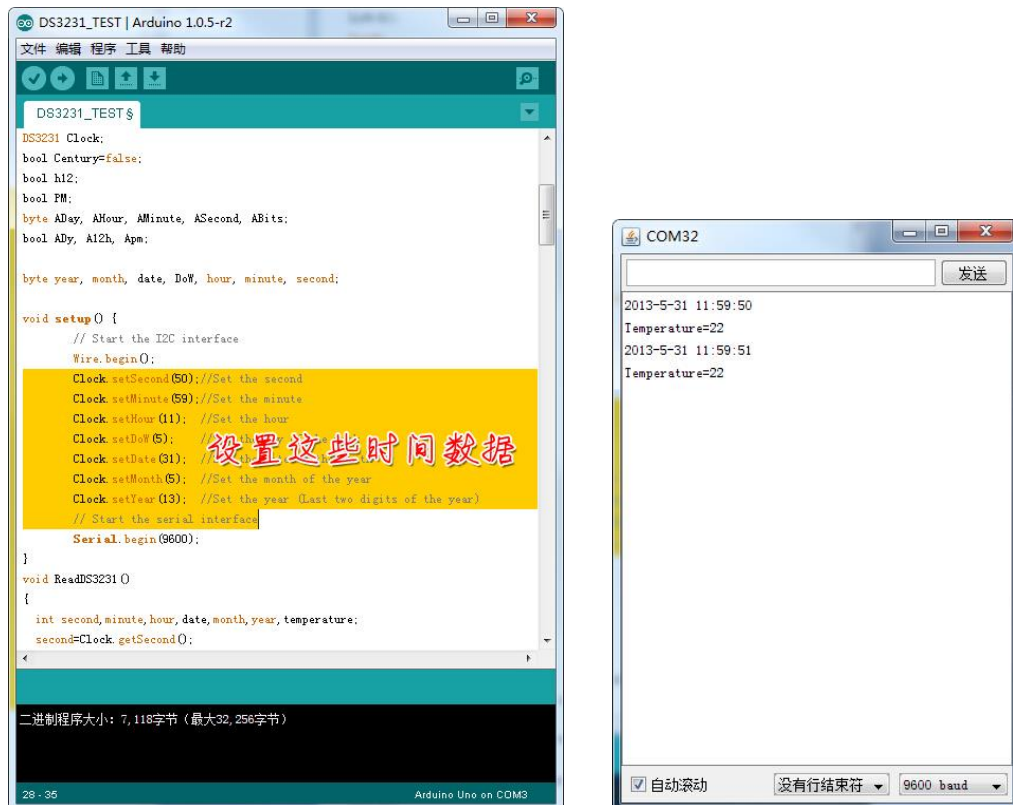 DS3231_TEST | Arduino 1.0.5-r2
文件 编辑 程序 工具 帮助
DS3231_TEST §
DS3231 Clock;
bool Century=false;
bool h12;
bool PM;
byte ADay, AHour, AMinute, ASecond, ABits;
bool ADy, A12h, Apm;
byte year, month, date, DoW, hour, minute, second;
void setup() {
// Start the I2C interface
Wire.begin();
Clock.setSecond(50);//Set the second
Clock.setMinute(59);//Set the minute
Clock.setHour(11);  //Set the hour
Clock.setDoW(5);
Clock.setDate(31);
设置这些时间数据
Clock.setMonth(5);  //Set the month of the year
Clock.setYear(13);  //Set the year (Last two digits of the year)
// Start the serial interface
Serial.begin(9600);
}
void ReadDS3231()
{
int second,minute,hour,date,month,year,temperature;
second=Clock.getSecond();
二进制程序大小: 7,118字节（最大32,256字节）
28 - 35
Arduino Uno on COM3
COM32
发送
2013-5-31 11:59:50
Temperature=22
2013-5-31 11:59:51
Temperature=22
自动滚动
没有行结束符
9600 baud